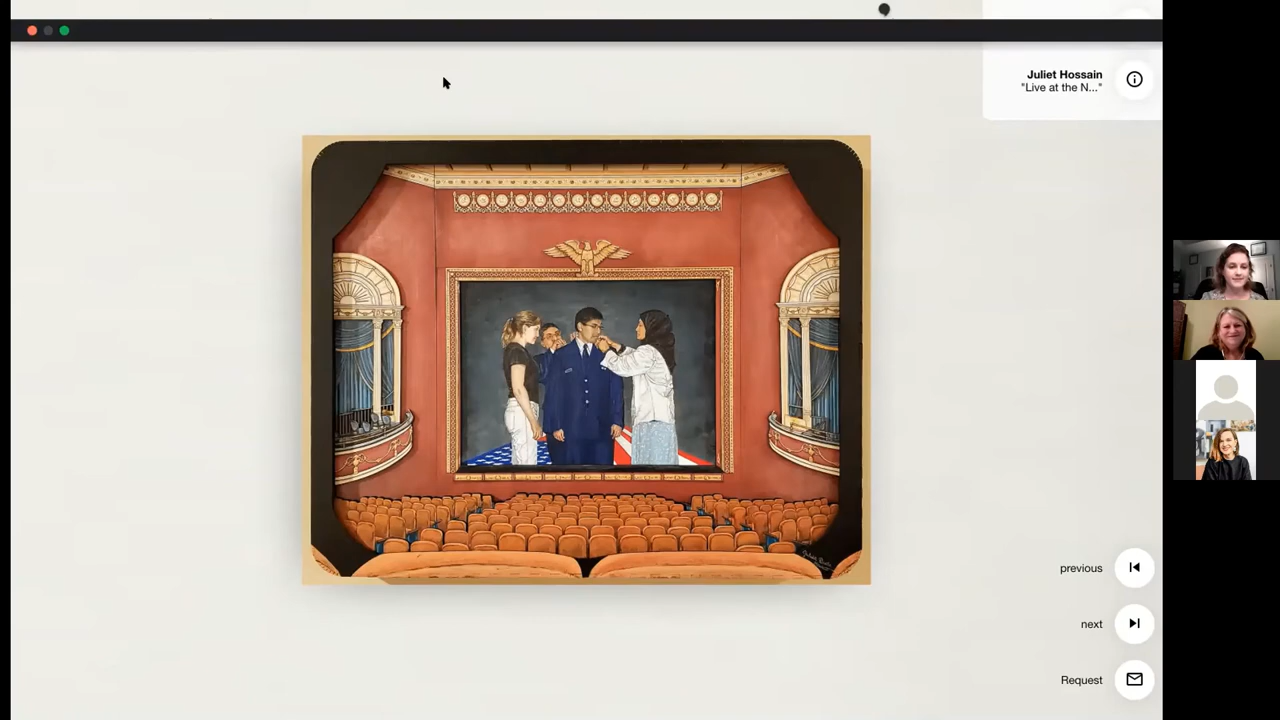 Juliet Hossain
"Live at the N..."
previous
next
Request